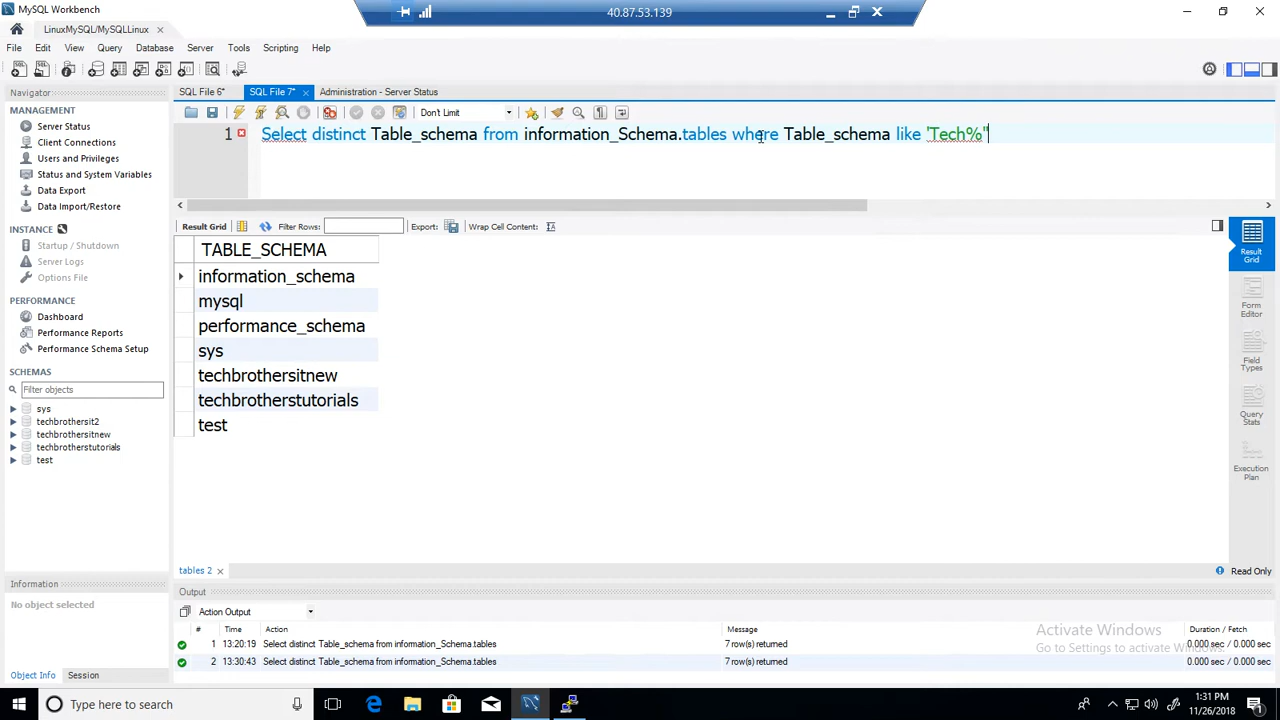 MySQL Workbench
40.87.53.139
LinuxMySQL/MySQLLinux
File Edit View Query Database Server Tools Scripting Help
Navigator
MANAGEMENT
Server Status
Client Connections
Users and Privileges
Status and System Variables
Data Export
Data Import/Restore
INSTANCE
Startup / Shutdown
Server Logs
Options File
PERFORMANCE
Dashboard
Performance Reports
Performance Schema Setup
SCHEMAS
Filter objects
sys
techbrothersit2
techbrothersitnew
techbrotherstutorials
test
Information
No object selected
Object Info Session
SQL File 6* SQL File 7* Administration - Server Status
Don't Limit
1 Select distinct Table_schema from information_Schema.tables where Table_schema like 'Tech%''
Result Grid Filter Rows: Export: Wrap Cell Content:
TABLE_SCHEMA
information_schema
mysql
performance_schema
sys
techbrothersitnew
techbrotherstutorials
test
Result Grid
Form Editor
Field Types
Query Stats
Execution Plan
tables 2 Read Only
Output
Action Output
# Time Action Message Duration / Fetch
1 13:20:19 Select distinct Table_schema from information_Schema.tables 7 row(s) returned 0.000 sec / 0.000 sec
2 13:30:43 Select distinct Table_schema from information_Schema.tables 7 row(s) returned 0.000 sec / 0.000 sec
Activate Windows
Go to Settings to activate Windows.
Type here to search
1:31 PM
11/26/2018